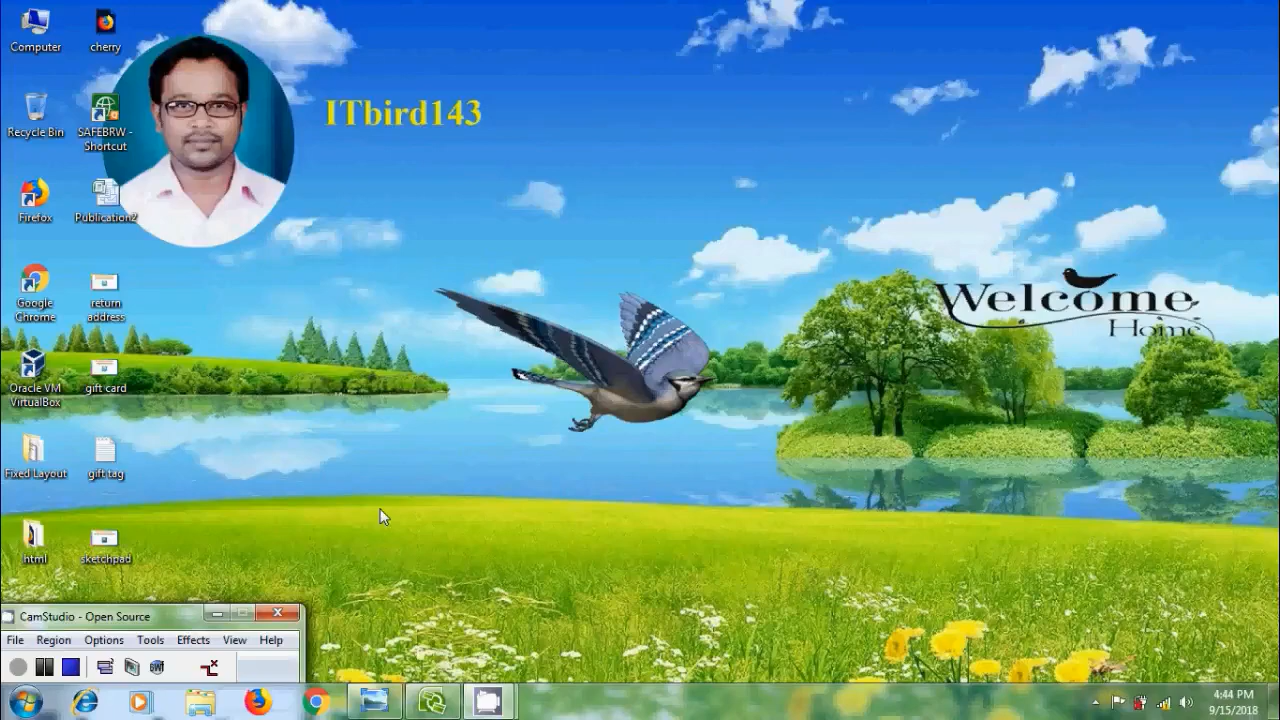 Computer
cherry
ITbird143
Recycle Bin
SAFEBRW -
Shortcut
Firefox
Publication2
Google
Chrome
return
address
Welcome
Home
Oracle VM
VirtualBox
gift card
Fixed Layout
gift tag
html
sketchpad
CamStudio - Open Source
File Region Options Tools Effects View Help
4:44 PM
9/15/2018